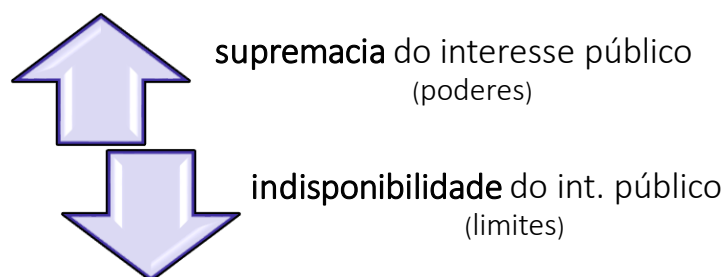 supremacia do interesse público
(poderes)
indisponibilidade do int. público
(limites)